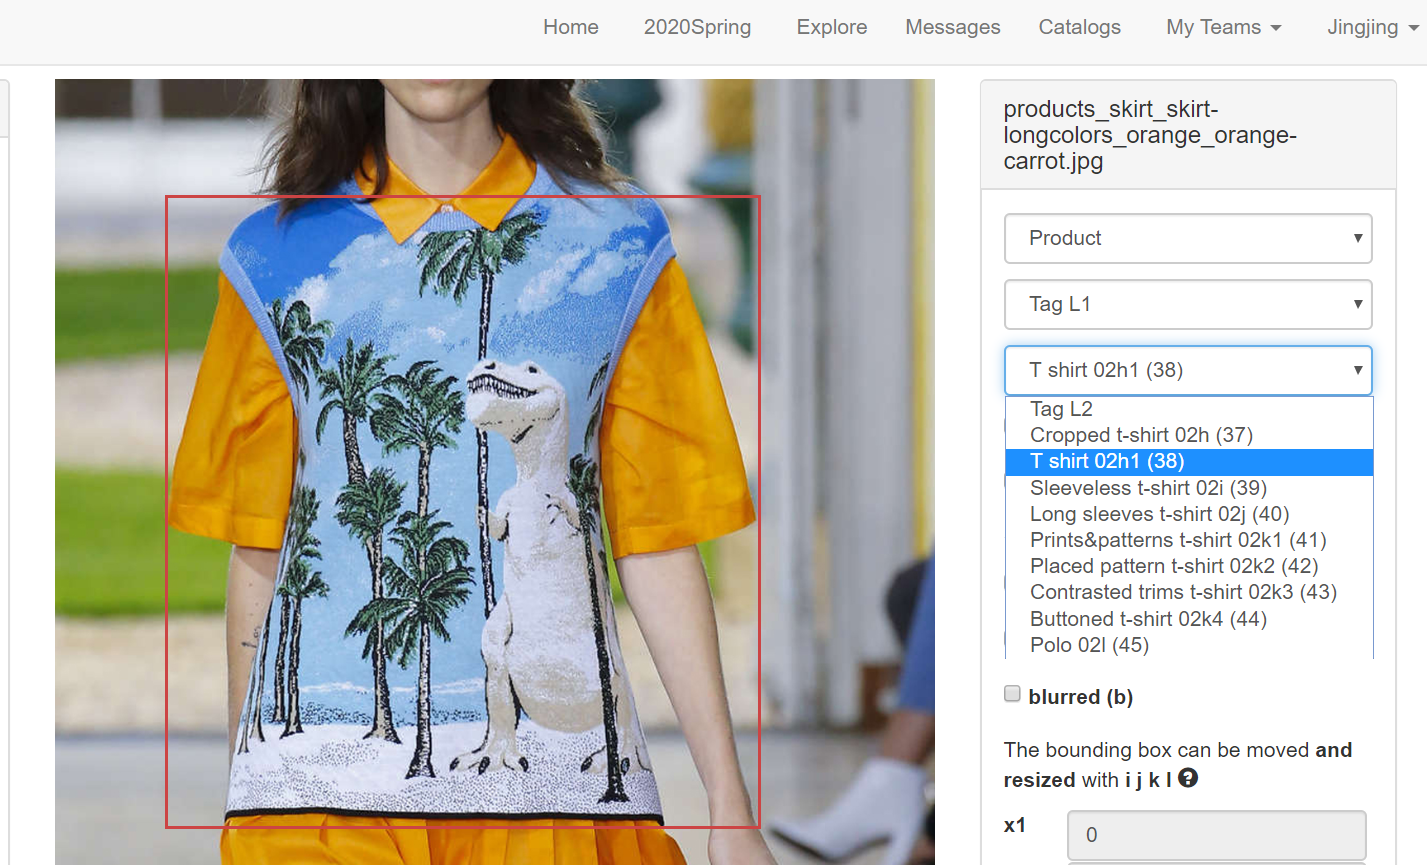 Home 2020Spring Explore Messages Catalogs My Teams Jingjing
products_skirt_skirt-
longcolors_orange_orange-
carrot.jpg
Product
Tag L1
T shirt 02h1 (38)
Tag L2
Cropped t-shirt 02h (37)
T shirt 02h1 (38)
Sleeveless t-shirt 02i (39)
Long sleeves t-shirt 02j (40)
Prints&patterns t-shirt 02k1 (41)
Placed pattern t-shirt 02k2 (42)
Contrasted trims t-shirt 02k3 (43)
Buttoned t-shirt 02k4 (44)
Polo 02l (45)
blurred (b)
The bounding box can be moved and
resized with i j k l ?
x1
0